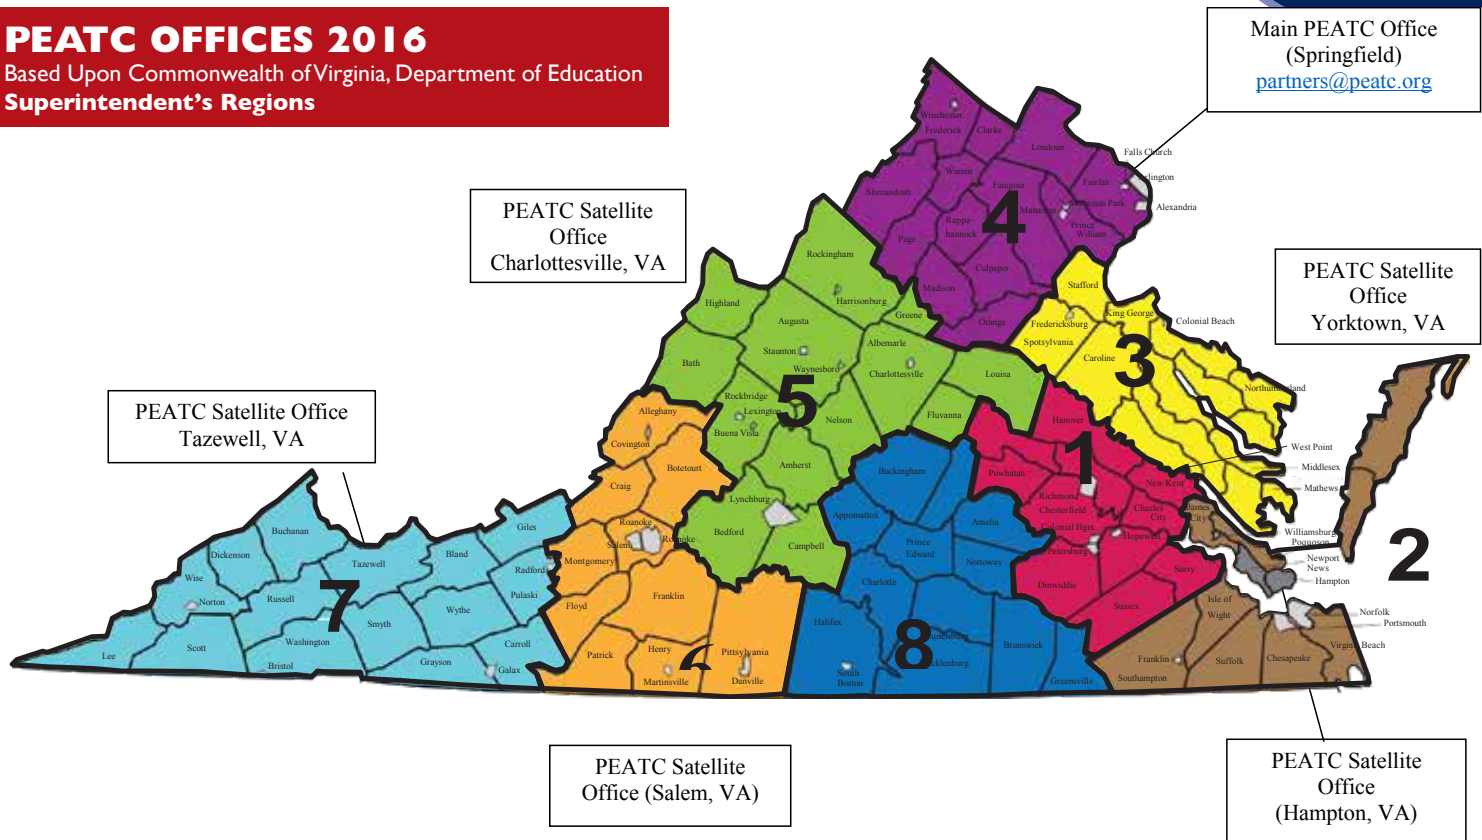 PEATC OFFICES 2016
Based Upon Commonwealth of Virginia, Department of Education
Superintendent's Regions
Main PEATC Office
(Springfield)
partners@peatc.org
PEATC Satellite
Office
Charlottesville, VA
PEATC Satellite
Office
Yorktown, VA
PEATC Satellite Office
Tazewell, VA
PEATC Satellite
Office (Salem, VA)
PEATC Satellite
Office
(Hampton, VA)
4
Winchester
Frederick
Clarke
Loudoun
Falls Church
Arlington
Alexandria
Warren
Shenandoah
Fauquier
Fairfax
Manassas
Manassas Park
Rappa-
hannock
Prince
William
Page
Culpeper
Madison
Orange
3
Stafford
King George
Colonial Beach
Fredericksburg
Spotsylvania
Caroline
Northumberland
West Point
Middlesex
Mathews
5
Rockingham
Harrisonburg
Highland
Augusta
Greene
Staunton
Albemarle
Bath
Waynesboro
Charlottesville
Louisa
Rockbridge
Lexington
Buena Vista
Nelson
Fluvanna
Amherst
Lynchburg
Bedford
Campbell
1
Hanover
Powhatan
New Kent
Richmond
Chesterfield
Charles
City
Colonial Hgts
Hopewell
Petersburg
Dinwiddie
Surry
Sussex
2
James
City
Williamsburg
Poquoson
Newport
News
Hampton
Norfolk
Portsmouth
Virginia Beach
Isle of
Wight
Franklin
Suffolk
Chesapeake
Southampton
6
Alleghany
Covington
Botetourt
Craig
Roanoke
Salem
Roanoke
Montgomery
Floyd
Franklin
Patrick
Henry
Pittsylvania
Martinsville
Danville
7
Buchanan
Giles
Dickenson
Bland
Tazewell
Wise
Radford
Norton
Russell
Pulaski
Wythe
Smyth
Washington
Scott
Carroll
Lee
Bristol
Grayson
Galax
8
Buckingham
Appomattox
Amelia
Prince
Edward
Nottoway
Charlotte
Halifax
Brunswick
South
Boston
Greensville